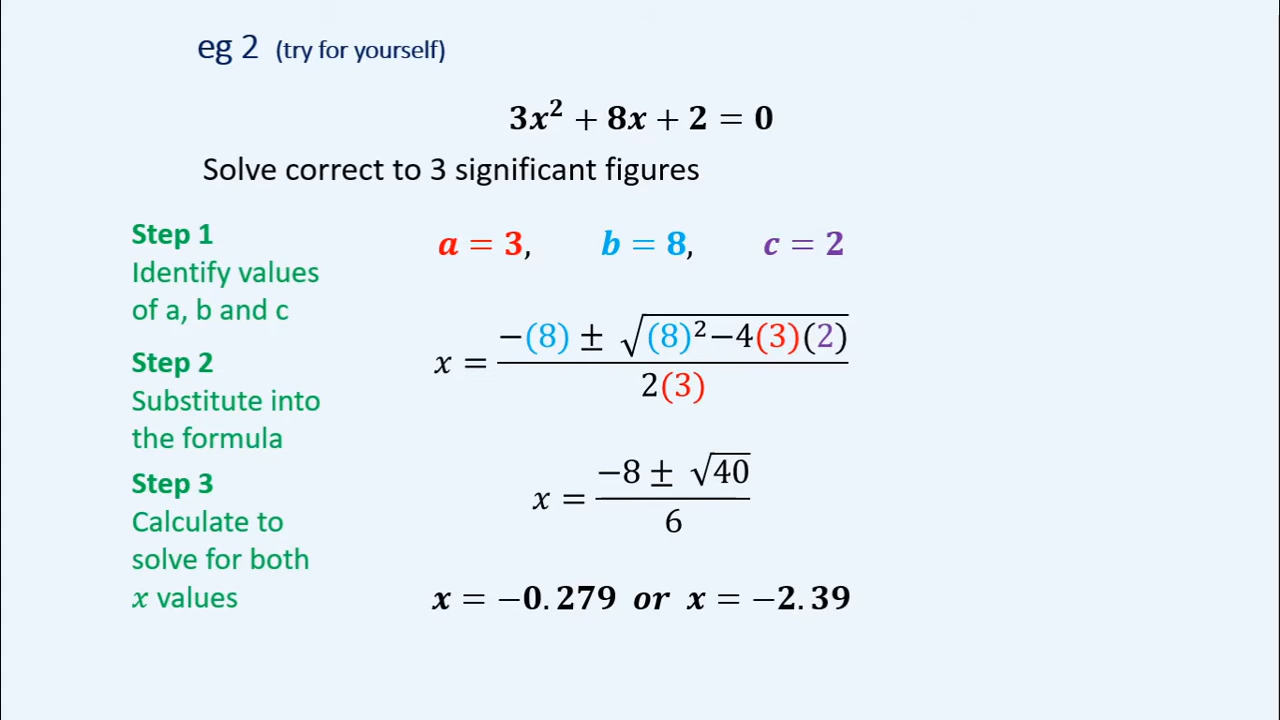 eg 2 (try for yourself)
3x² + 8x + 2 = 0
Solve correct to 3 significant figures
Step 1
Identify values
of a, b and c
a = 3, b = 8, c = 2
Step 2
Substitute into
the formula
x = (−(8) ± √((8)²−4(3)(2))) / 2(3)
Step 3
Calculate to
solve for both
x values
x = (−8 ± √40) / 6
x = −0.279 or x = −2.39